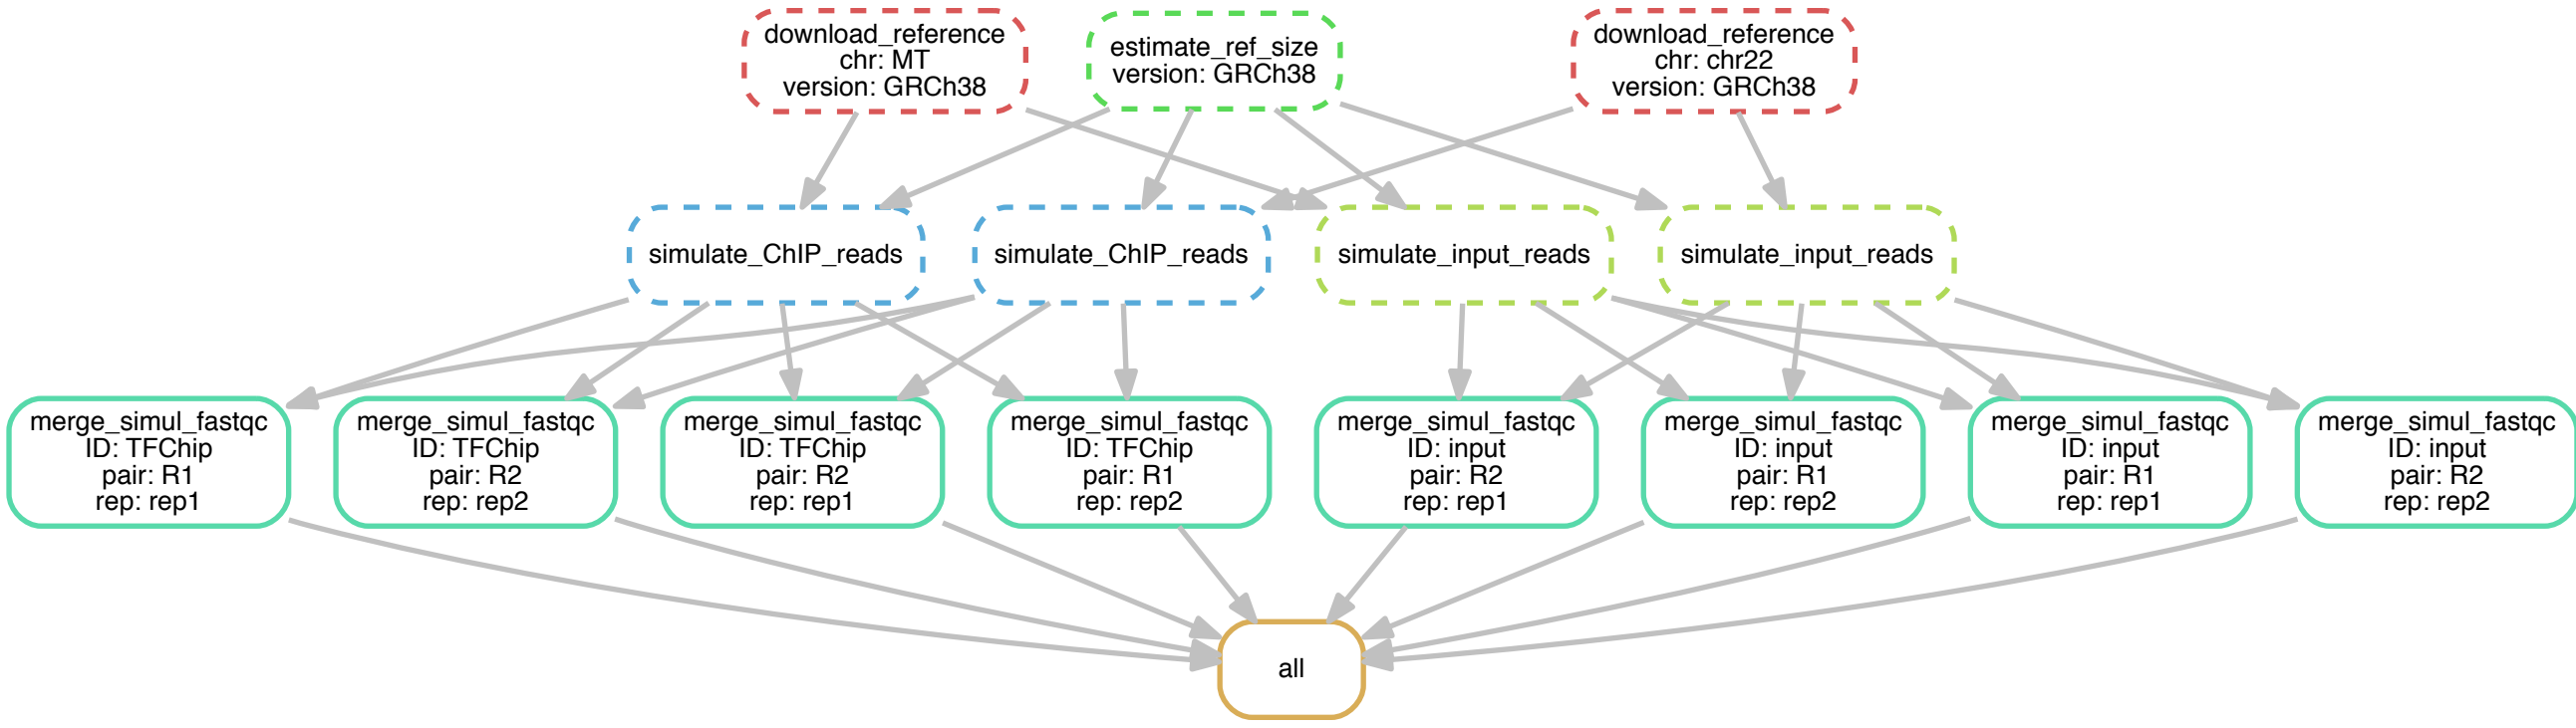 download_reference
chr: MT
version: GRCh38
estimate_ref_size
version: GRCh38
download_reference
chr: chr22
version: GRCh38
simulate_ChIP_reads
simulate_ChIP_reads
simulate_input_reads
simulate_input_reads
merge_simul_fastqc
ID: TFChip
pair: R1
rep: rep1
merge_simul_fastqc
ID: TFChip
pair: R2
rep: rep2
merge_simul_fastqc
ID: TFChip
pair: R2
rep: rep1
merge_simul_fastqc
ID: TFChip
pair: R1
rep: rep2
merge_simul_fastqc
ID: input
pair: R2
rep: rep1
merge_simul_fastqc
ID: input
pair: R1
rep: rep2
merge_simul_fastqc
ID: input
pair: R1
rep: rep1
merge_simul_fastqc
ID: input
pair: R2
rep: rep2
all